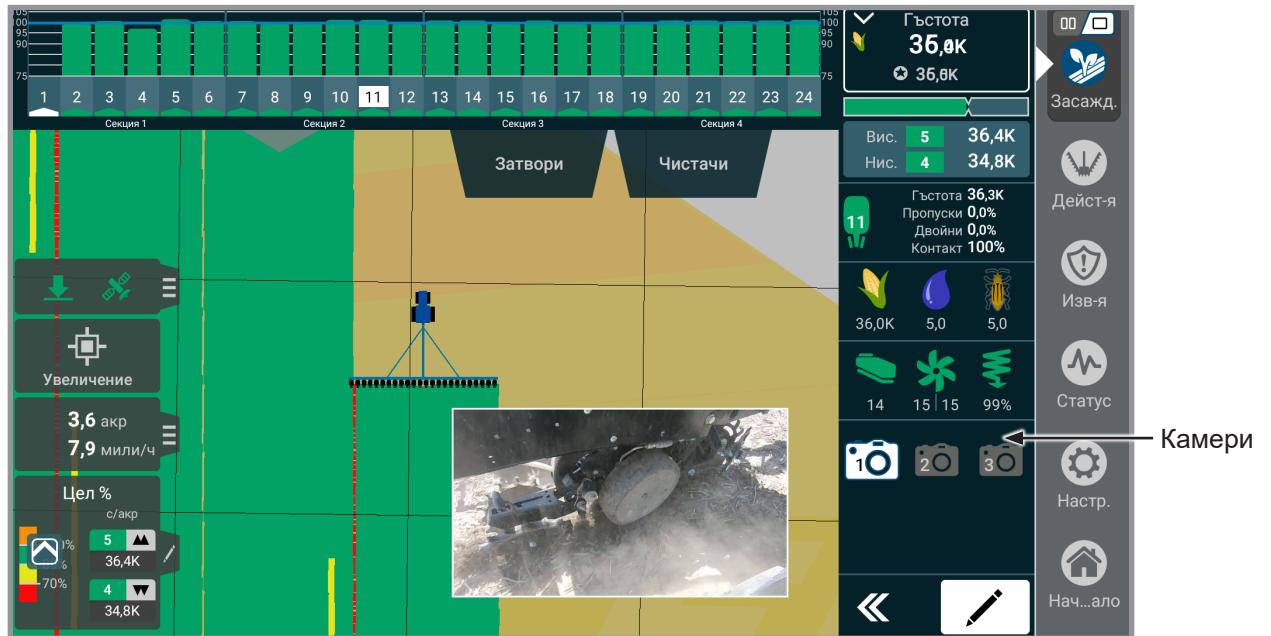 105
100
95
90
75
105
100
95
90
75
1 2 3 4 5 6 7 8 9 10 11 12 13 14 15 16 17 18 19 20 21 22 23 24
Секция 1 Секция 2 Секция 3 Секция 4
Затвори
Чистачи
Увеличение
3,6 акр
7,9 мили/ч
Цел %
с/акр
5
36,4K
4
34,8K
-70%
Гъстота
36,0K
36,0K
Вис. 5 36,4K
Нис. 4 34,8K
11
Гъстота 36,3K
Пропуски 0,0%
Двойни 0,0%
Контакт 100%
36,0K 5,0 5,0
14 15 15 99%
1 2 3
Засажд.
Дейст-я
Изв-я
Статус
Настр.
Нач...ало
Камери